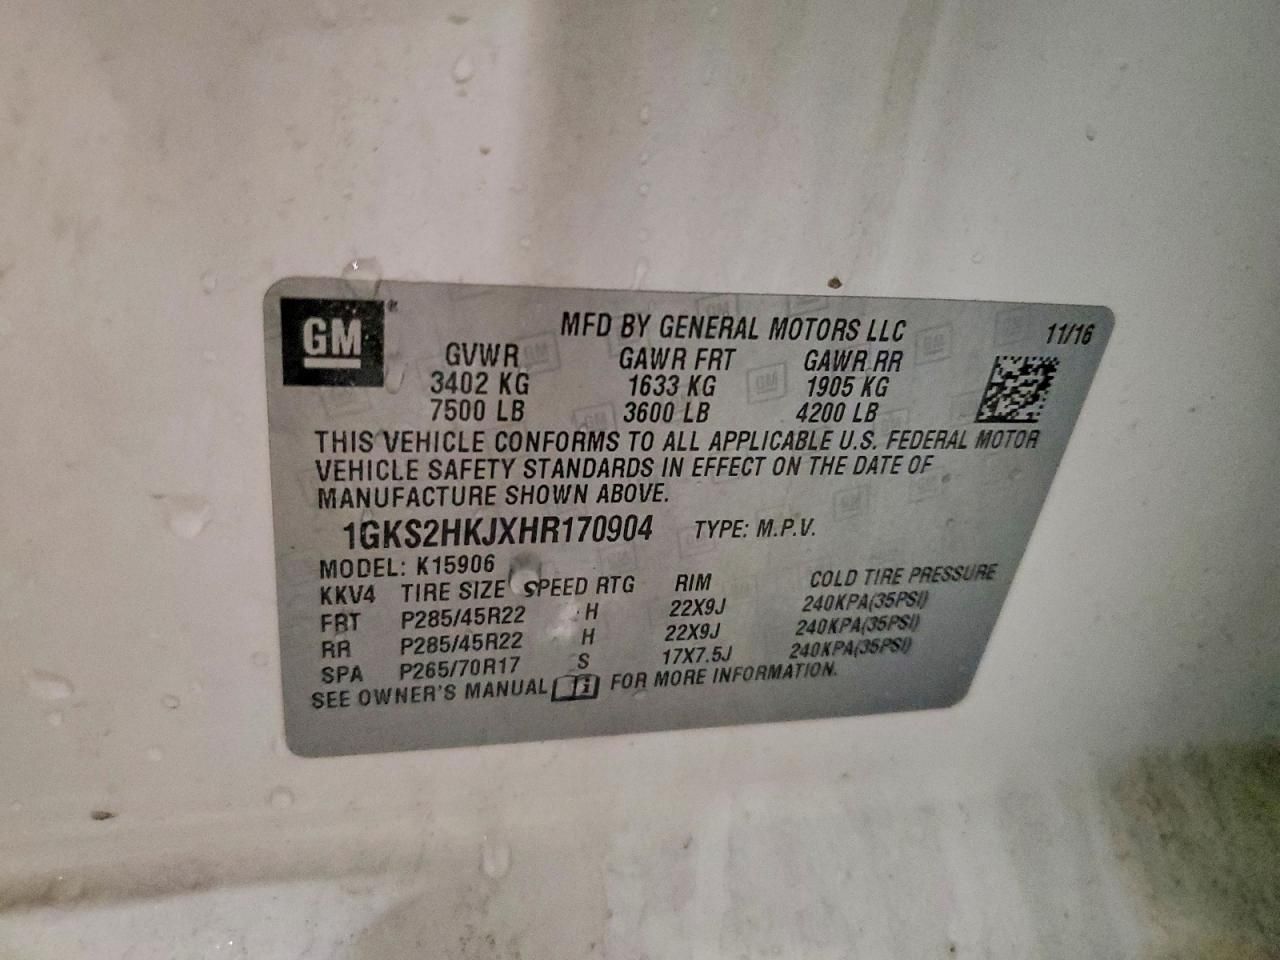 GM®
MFD BY GENERAL MOTORS LLC 11/16
GVWR GAWR FRT GAWR RR
3402 KG 1633 KG 1905 KG
7500 LB 3600 LB 4200 LB
THIS VEHICLE CONFORMS TO ALL APPLICABLE U.S. FEDERAL MOTOR
VEHICLE SAFETY STANDARDS IN EFFECT ON THE DATE OF
MANUFACTURE SHOWN ABOVE.
1GKS2HKJXHR170904 TYPE: M.P.V.
MODEL: K15906
KKV4 TIRE SIZE SPEED RTG RIM COLD TIRE PRESSURE
FRT P285/45R22 H 22X9J 240KPA(35PSI)
RR P285/45R22 H 22X9J 240KPA(35PSI)
SPA P265/70R17 S 17X7.5J 240KPA(35PSI)
SEE OWNER'S MANUAL i FOR MORE INFORMATION.